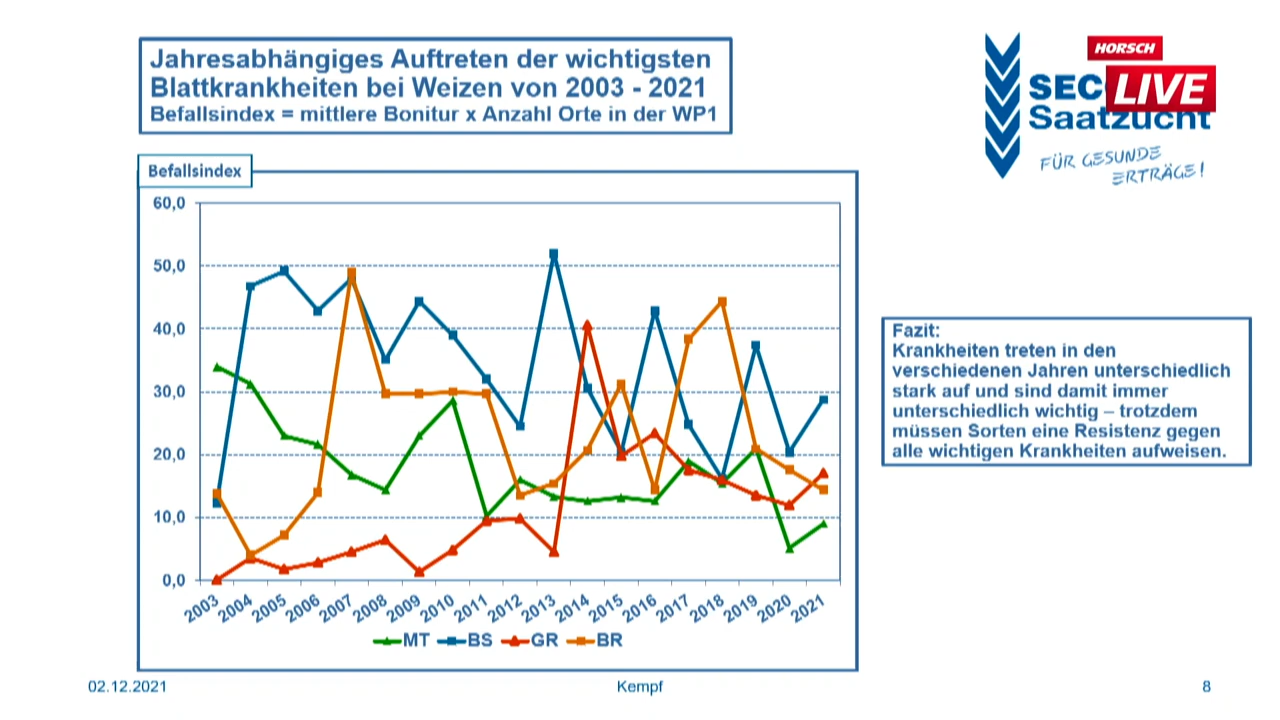 Jahresabhängiges Auftreten der wichtigsten
Blattkrankheiten bei Weizen von 2003 - 2021
Befallsindex = mittlere Bonitur x Anzahl Orte in der WP1
HORSCH
LIVE
SEC
Saatzucht
FÜR GESUNDE
ERTRÄGE!
Befallsindex
60,0
50,0
40,0
30,0
20,0
10,0
0,0
2003 2004 2005 2006 2007 2008 2009 2010 2011 2012 2013 2014 2015 2016 2017 2018 2019 2020 2021
MT BS GR BR
Fazit:
Krankheiten treten in den
verschiedenen Jahren unterschiedlich
stark auf und sind damit immer
unterschiedlich wichtig – trotzdem
müssen Sorten eine Resistenz gegen
alle wichtigen Krankheiten aufweisen.
02.12.2021
Kempf
8